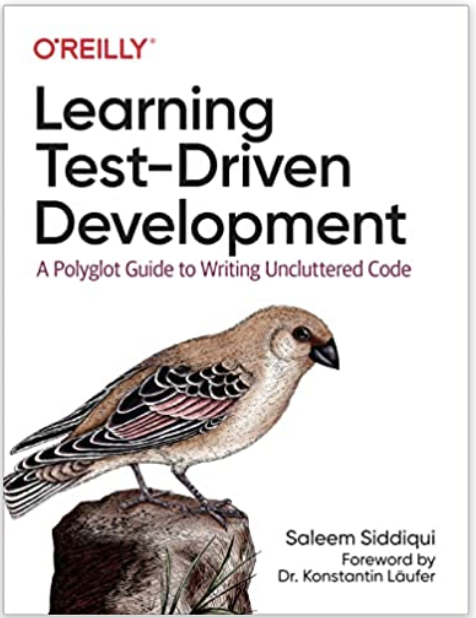 O'REILLY®
Learning
Test-Driven
Development
A Polyglot Guide to Writing Uncluttered Code
Saleem Siddiqui
Foreword by
Dr. Konstantin Läufer